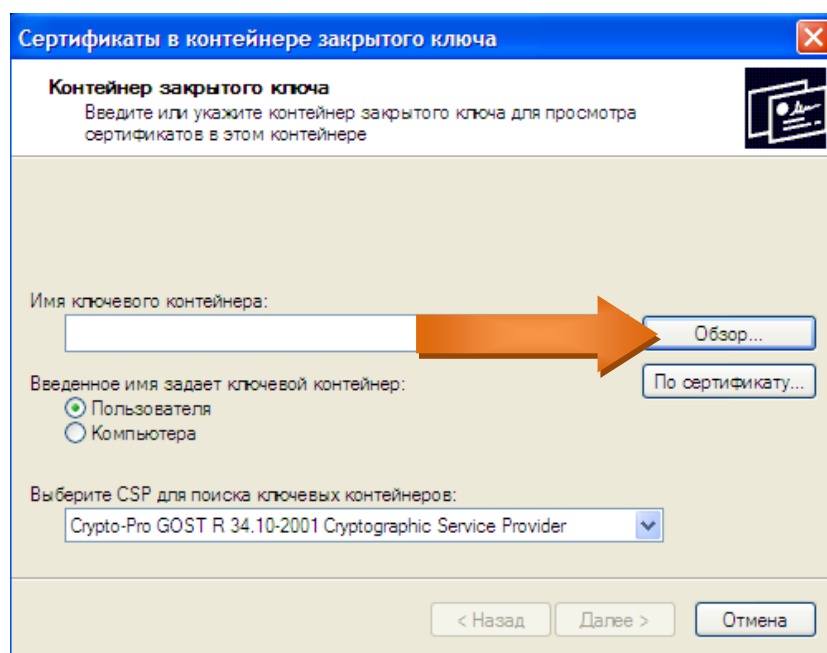 Сертификаты в контейнере закрытого ключа
Контейнер закрытого ключа
Введите или укажите контейнер закрытого ключа для просмотра
сертификатов в этом контейнере
Имя ключевого контейнера:
Обзор...
Введенное имя задает ключевой контейнер:
По сертификату...
Пользователя
Компьютера
Выберите CSP для поиска ключевых контейнеров:
Crypto-Pro GOST R 34.10-2001 Cryptographic Service Provider
< Назад Далее > Отмена